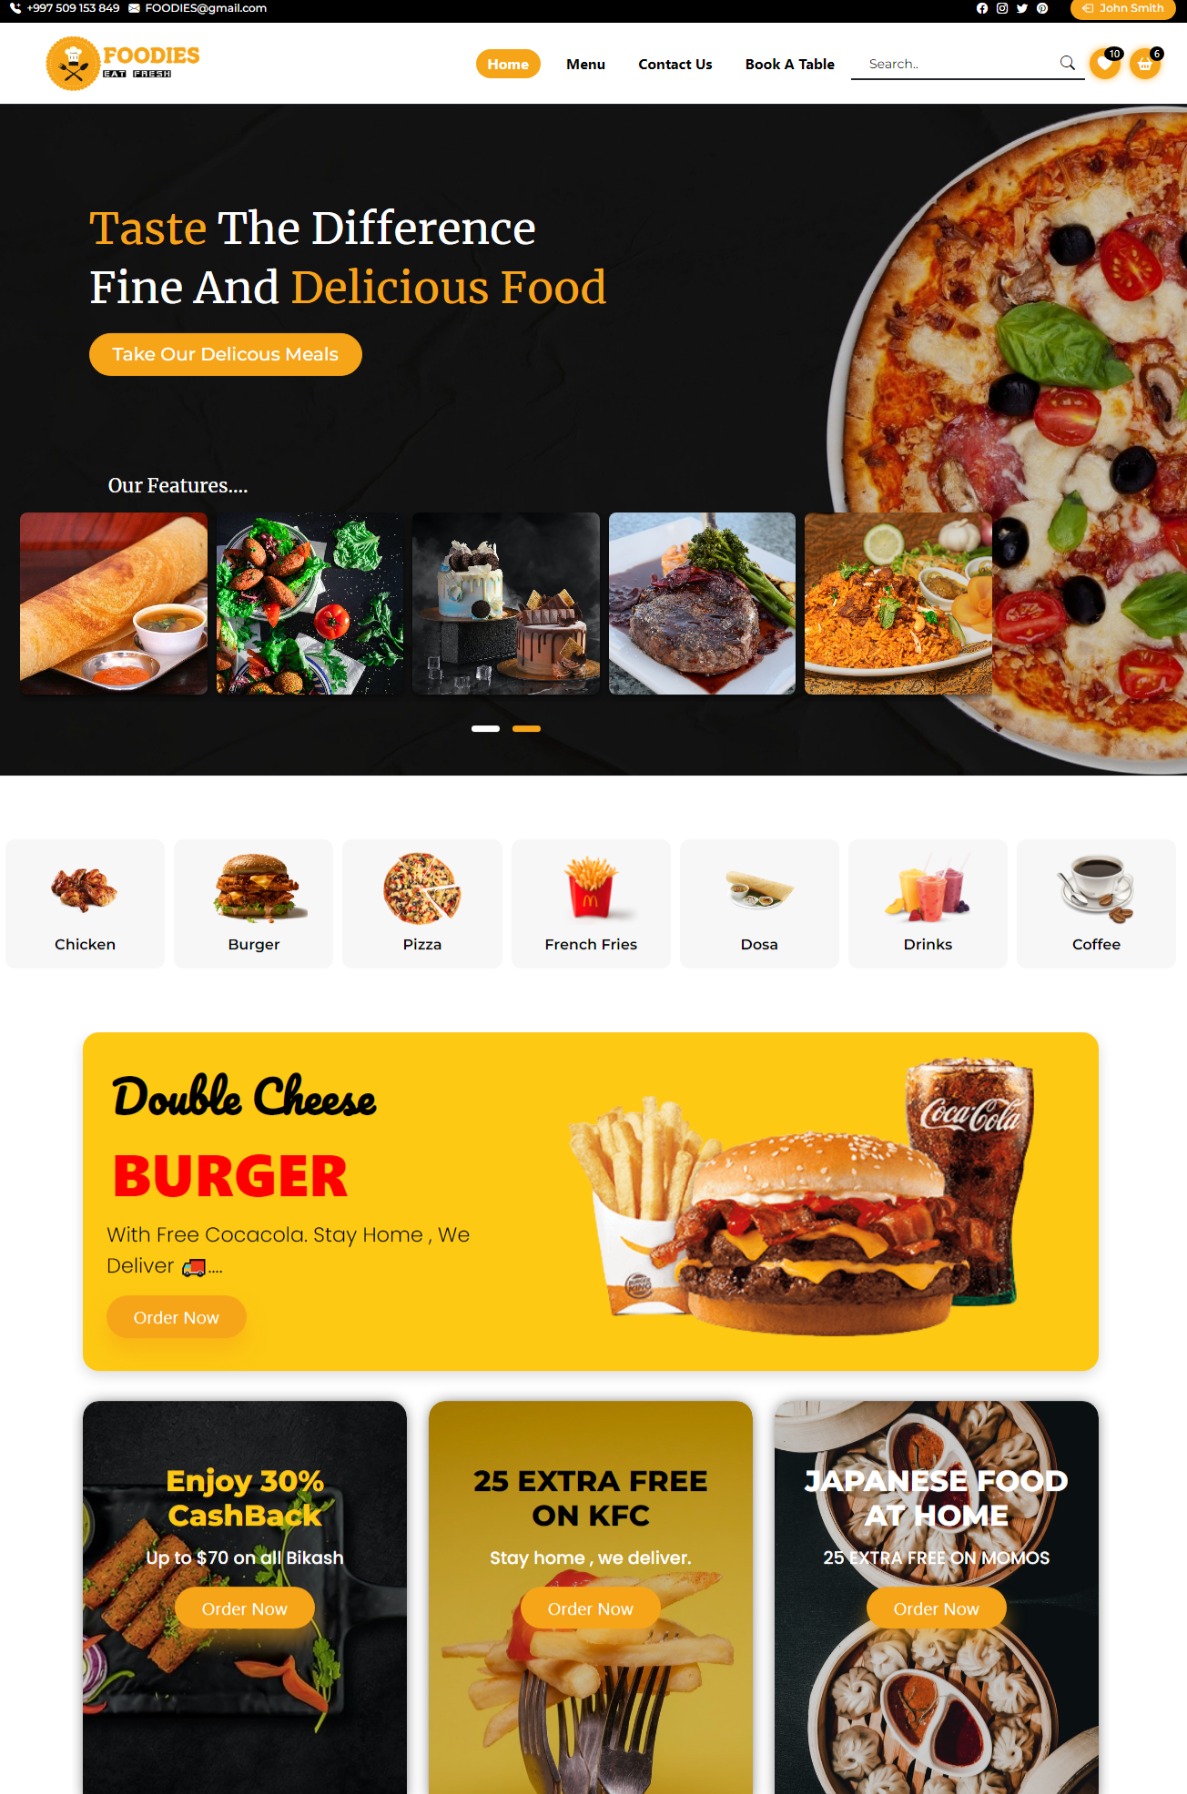 +997 509 153 849 FOODIES@gmail.com John Smith
FOODIES
EAT FRESH
Home Menu Contact Us Book A Table Search.. 10 6
Taste The Difference
Fine And Delicious Food
Take Our Delicous Meals
Our Features....
Chicken Burger Pizza French Fries Dosa Drinks Coffee
Double Cheese
BURGER
With Free Cocacola. Stay Home , We
Deliver 🚚....
Order Now
Coca-Cola
Enjoy 30%
CashBack
Up to $70 on all Bikash
Order Now
25 EXTRA FREE
ON KFC
Stay home , we deliver.
Order Now
JAPANESE FOOD
AT HOME
25 EXTRA FREE ON MOMOS
Order Now